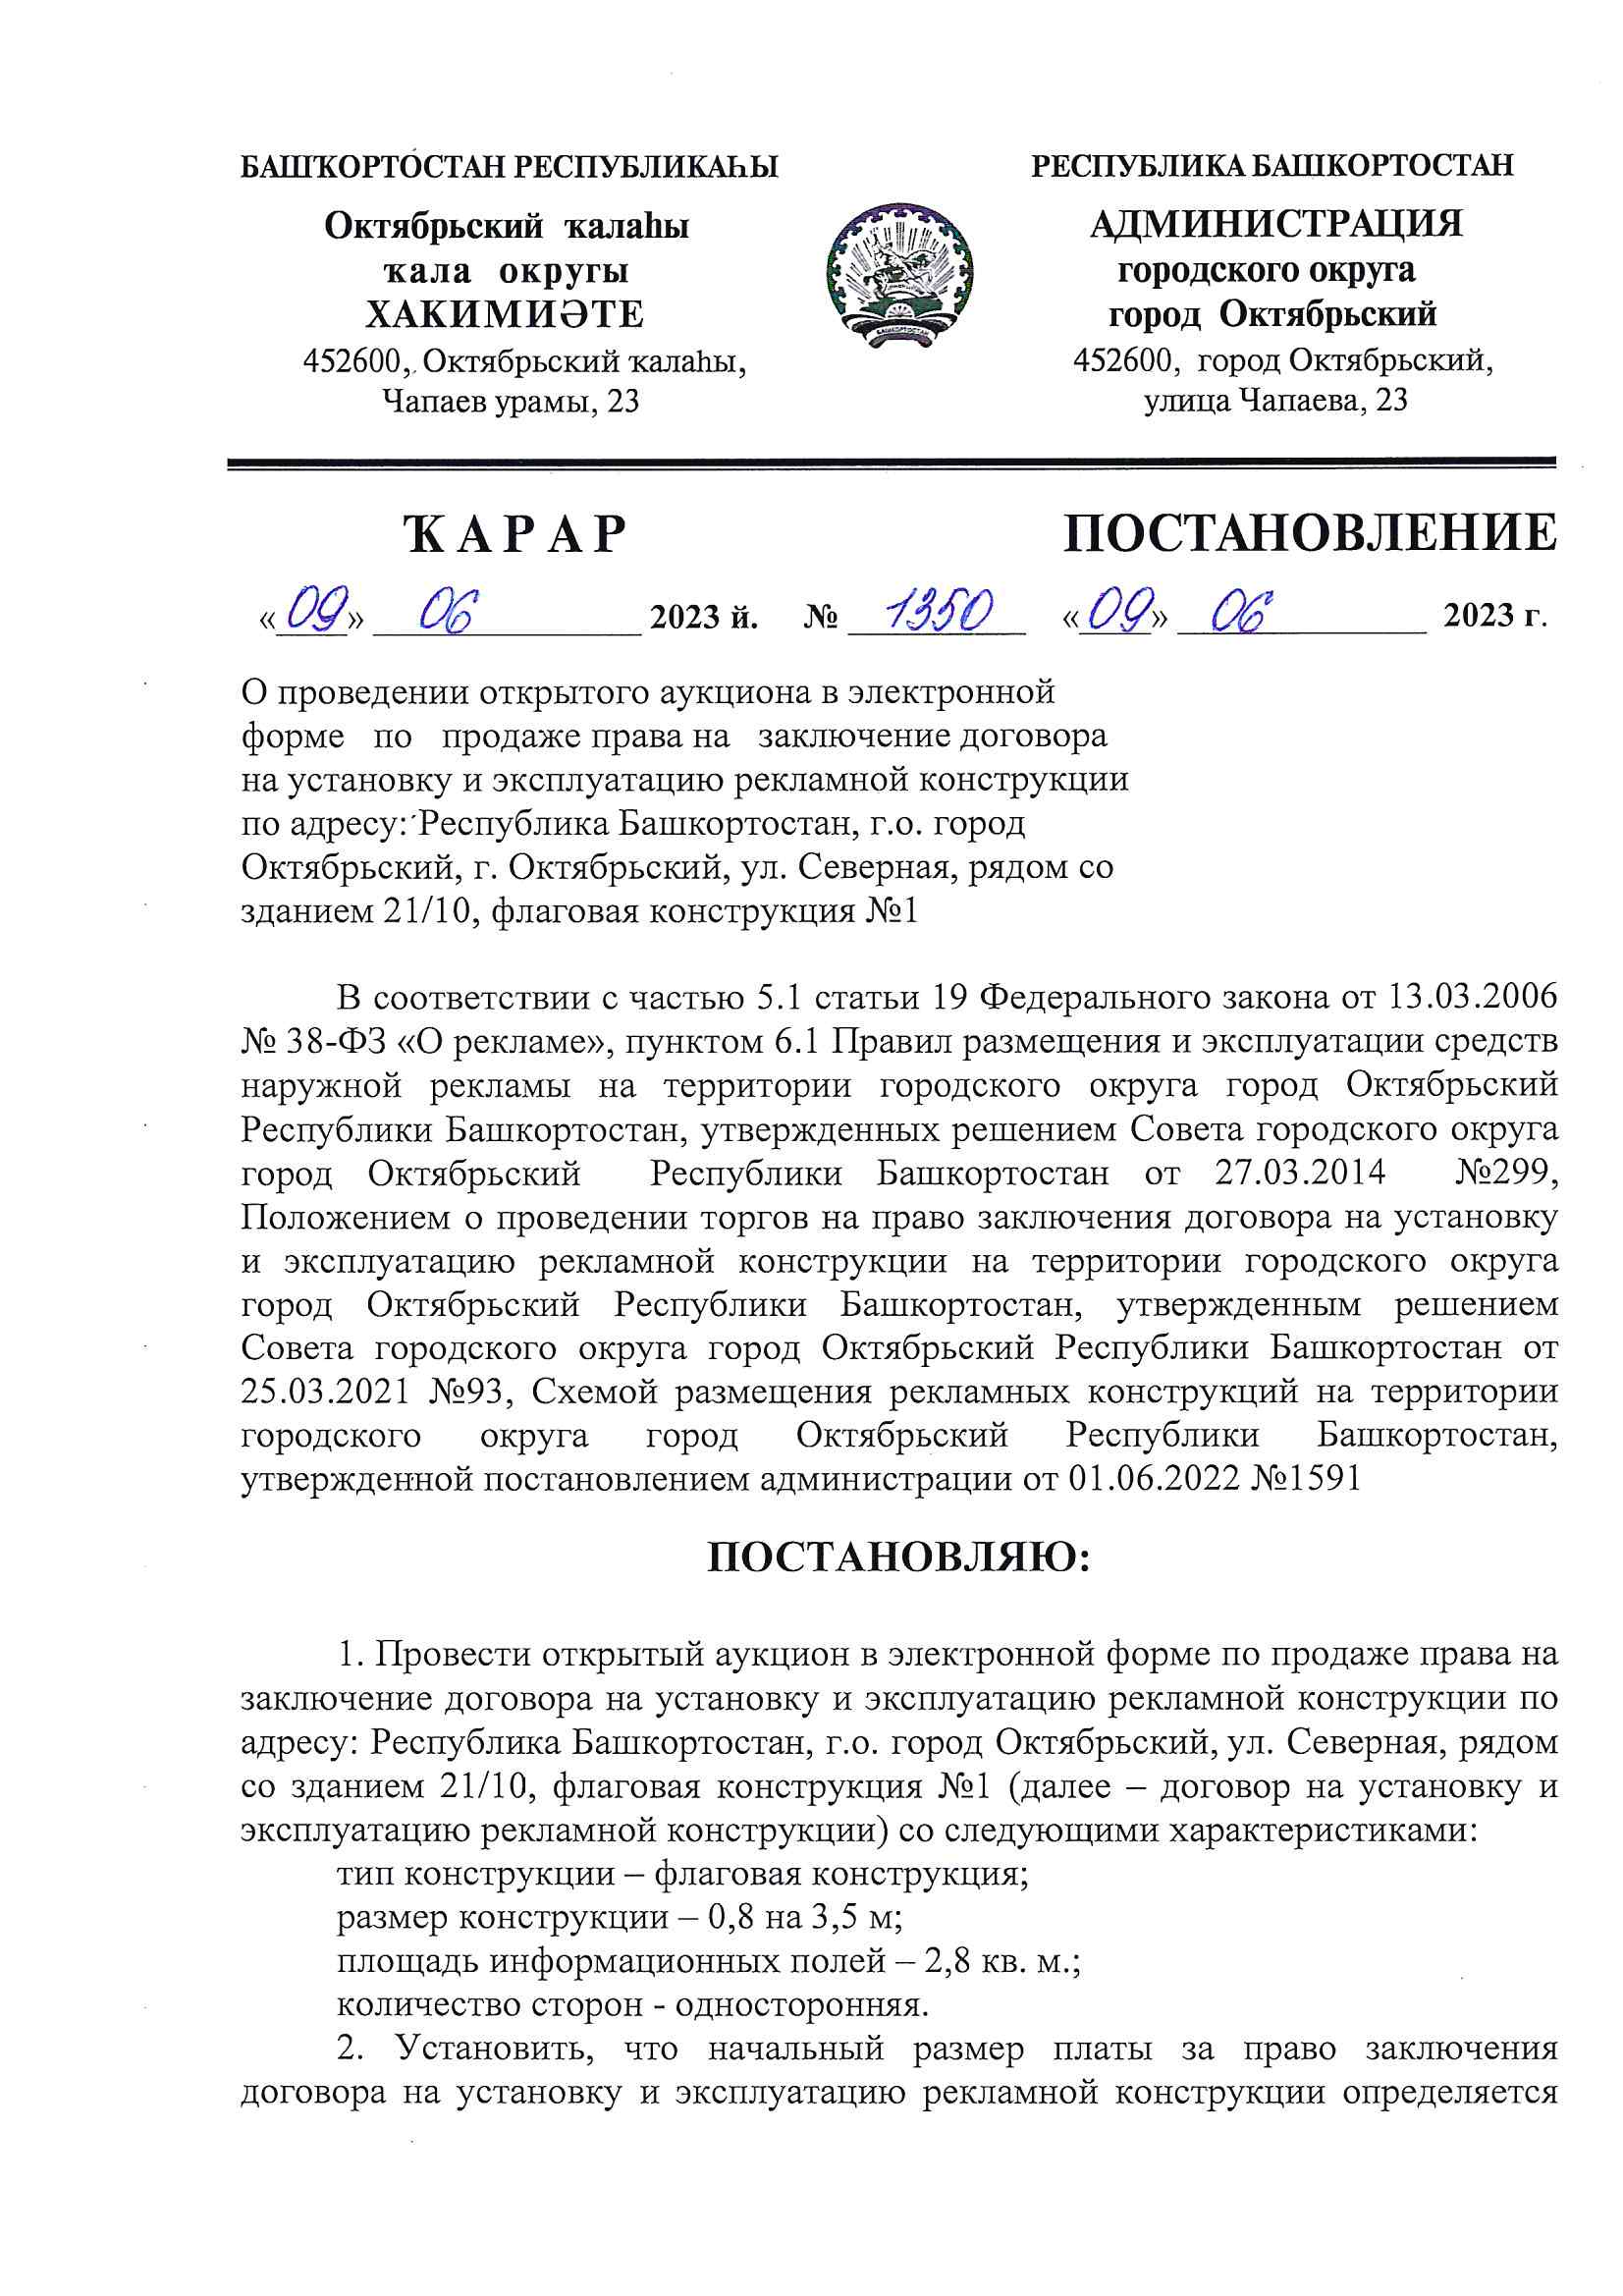 БАШҠОРТОСТАН РЕСПУБЛИКАҺЫ
Октябрьский ҡалаһы
ҡала округы
ХАКИМИӘТЕ
452600, Октябрьский ҡалаһы,
Чапаев урамы, 23
БАШКОРТОСТАН
РЕСПУБЛИКА БАШКОРТОСТАН
АДМИНИСТРАЦИЯ
городского округа
город Октябрьский
452600, город Октябрьский,
улица Чапаева, 23
ҠАРАР ПОСТАНОВЛЕНИЕ
«09» 06 2023 й. № 1350 «09» 06 2023 г.
О проведении открытого аукциона в электронной
форме по продаже права на заключение договора
на установку и эксплуатацию рекламной конструкции
по адресу: Республика Башкортостан, г.о. город
Октябрьский, г. Октябрьский, ул. Северная, рядом со
зданием 21/10, флаговая конструкция №1
В соответствии с частью 5.1 статьи 19 Федерального закона от 13.03.2006
№ 38-ФЗ «О рекламе», пунктом 6.1 Правил размещения и эксплуатации средств
наружной рекламы на территории городского округа город Октябрьский
Республики Башкортостан, утвержденных решением Совета городского округа
город Октябрьский Республики Башкортостан от 27.03.2014 №299,
Положением о проведении торгов на право заключения договора на установку
и эксплуатацию рекламной конструкции на территории городского округа
город Октябрьский Республики Башкортостан, утвержденным решением
Совета городского округа город Октябрьский Республики Башкортостан от
25.03.2021 №93, Схемой размещения рекламных конструкций на территории
городского округа город Октябрьский Республики Башкортостан,
утвержденной постановлением администрации от 01.06.2022 №1591
ПОСТАНОВЛЯЮ:
1. Провести открытый аукцион в электронной форме по продаже права на
заключение договора на установку и эксплуатацию рекламной конструкции по
адресу: Республика Башкортостан, г.о. город Октябрьский, ул. Северная, рядом
со зданием 21/10, флаговая конструкция №1 (далее – договор на установку и
эксплуатацию рекламной конструкции) со следующими характеристиками:
тип конструкции – флаговая конструкция;
размер конструкции – 0,8 на 3,5 м;
площадь информационных полей – 2,8 кв. м.;
количество сторон - односторонняя.
2. Установить, что начальный размер платы за право заключения
договора на установку и эксплуатацию рекламной конструкции определяется